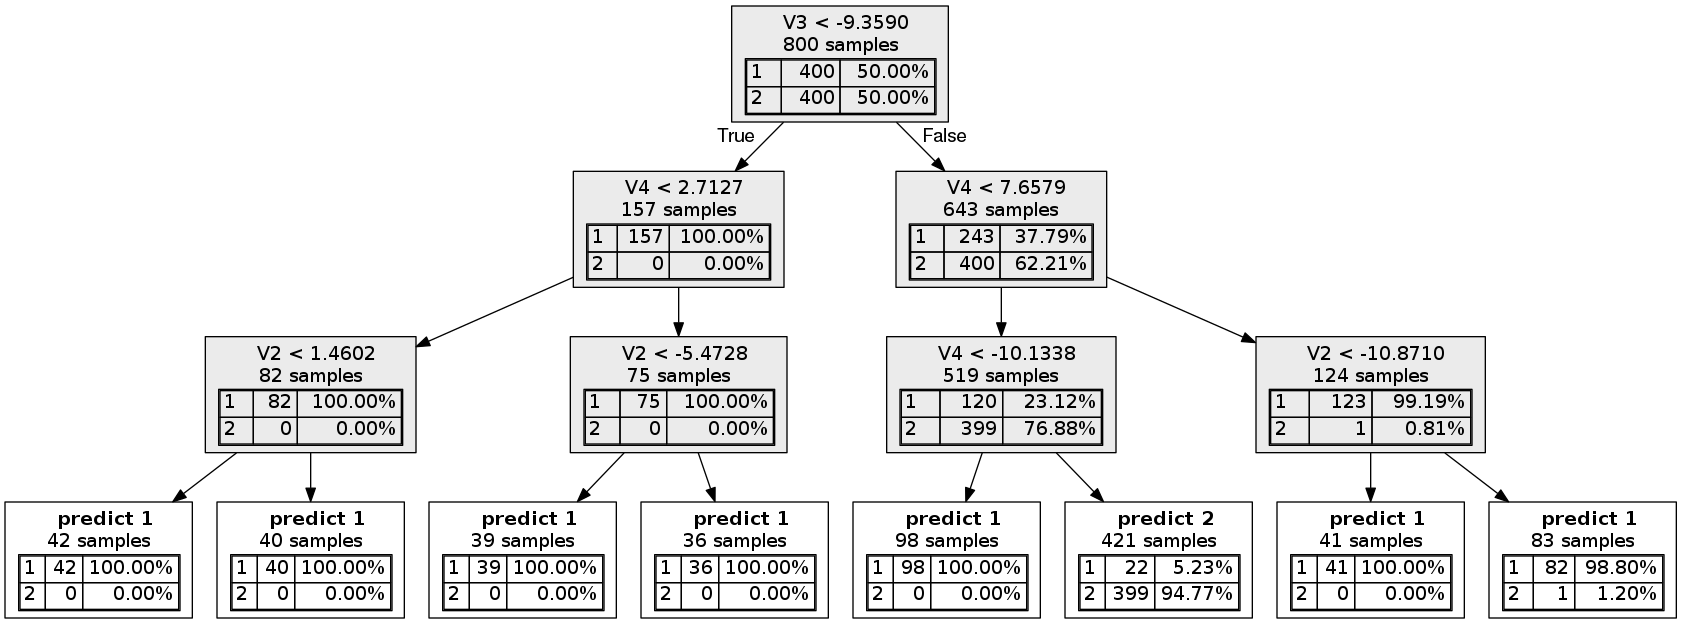 V3 < -9.3590
800 samples
1 400 50.00%
2 400 50.00%
True
False
V4 < 2.7127
157 samples
1 157 100.00%
2 0 0.00%
V4 < 7.6579
643 samples
1 243 37.79%
2 400 62.21%
V2 < 1.4602
82 samples
1 82 100.00%
2 0 0.00%
V2 < -5.4728
75 samples
1 75 100.00%
2 0 0.00%
V4 < -10.1338
519 samples
1 120 23.12%
2 399 76.88%
V2 < -10.8710
124 samples
1 123 99.19%
2 1 0.81%
predict 1
42 samples
1 42 100.00%
2 0 0.00%
predict 1
40 samples
1 40 100.00%
2 0 0.00%
predict 1
39 samples
1 39 100.00%
2 0 0.00%
predict 1
36 samples
1 36 100.00%
2 0 0.00%
predict 1
98 samples
1 98 100.00%
2 0 0.00%
predict 2
421 samples
1 22 5.23%
2 399 94.77%
predict 1
41 samples
1 41 100.00%
2 0 0.00%
predict 1
83 samples
1 82 98.80%
2 1 1.20%